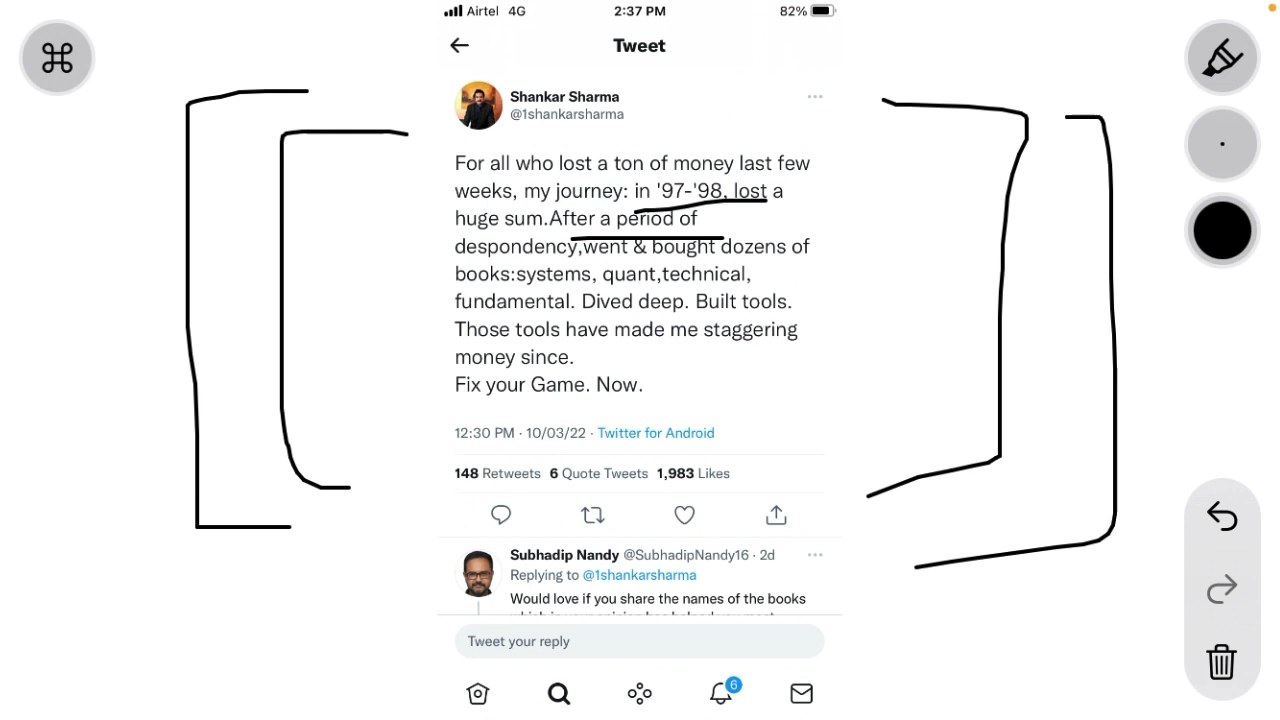 Airtel 4G 2:37 PM 82%
Tweet
Shankar Sharma
@1shankarsharma
For all who lost a ton of money last few
weeks, my journey: in '97-'98, lost a
huge sum.After a period of
despondency,went & bought dozens of
books:systems, quant,technical,
fundamental. Dived deep. Built tools.
Those tools have made me staggering
money since.
Fix your Game. Now.
12:30 PM · 10/03/22 · Twitter for Android
148 Retweets 6 Quote Tweets 1,983 Likes
Subhadip Nandy @SubhadipNandy16 · 2d
Replying to @1shankarsharma
Would love if you share the names of the books
Tweet your reply
6